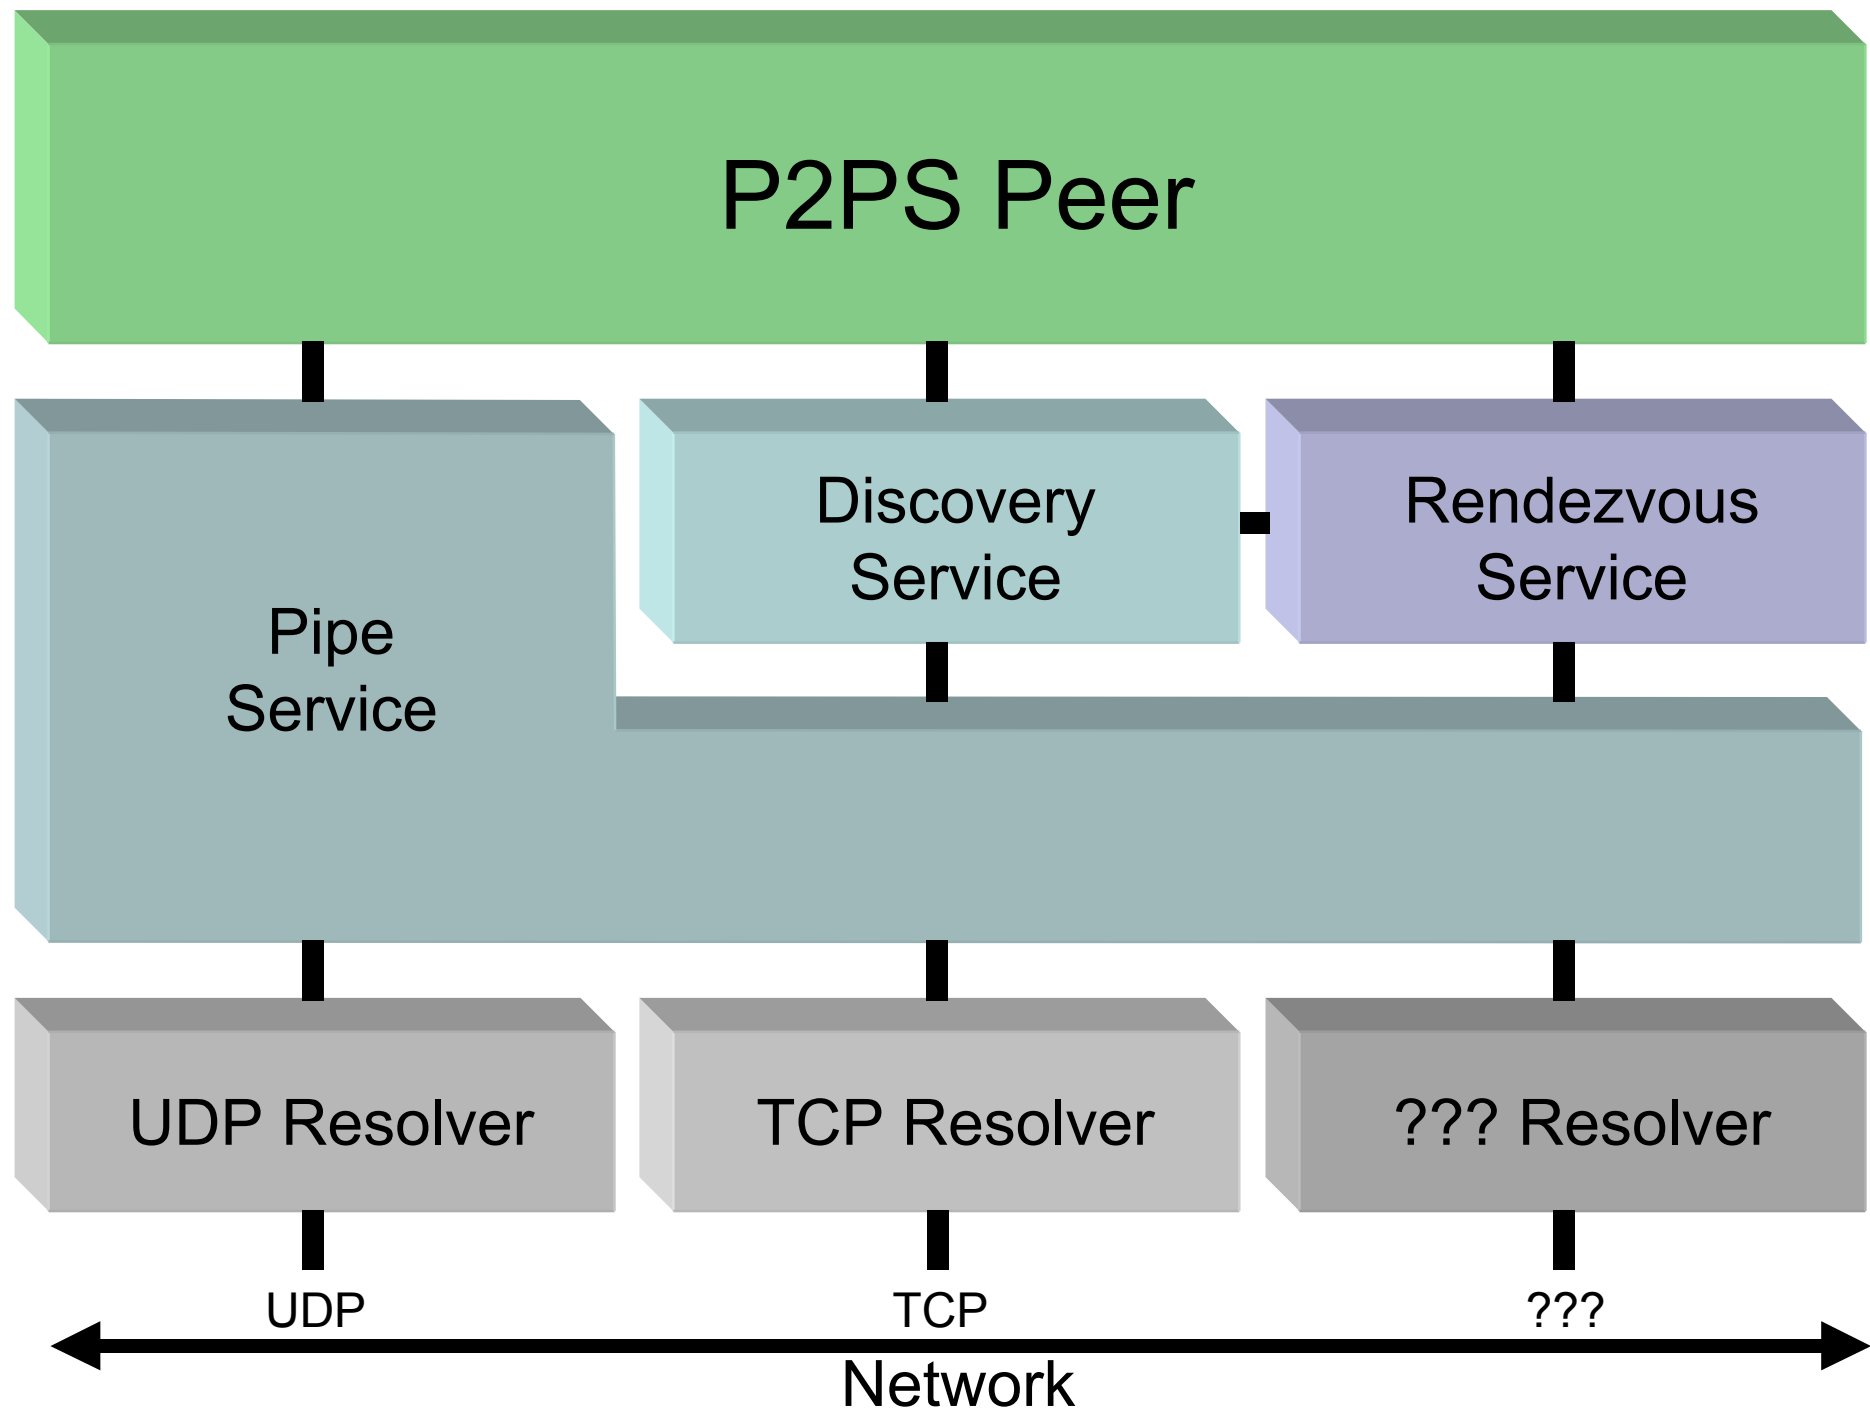 P2PS Peer
Discovery
Service
Rendezvous
Service
Pipe
Service
UDP Resolver
TCP Resolver
??? Resolver
UDP
TCP
???
Network